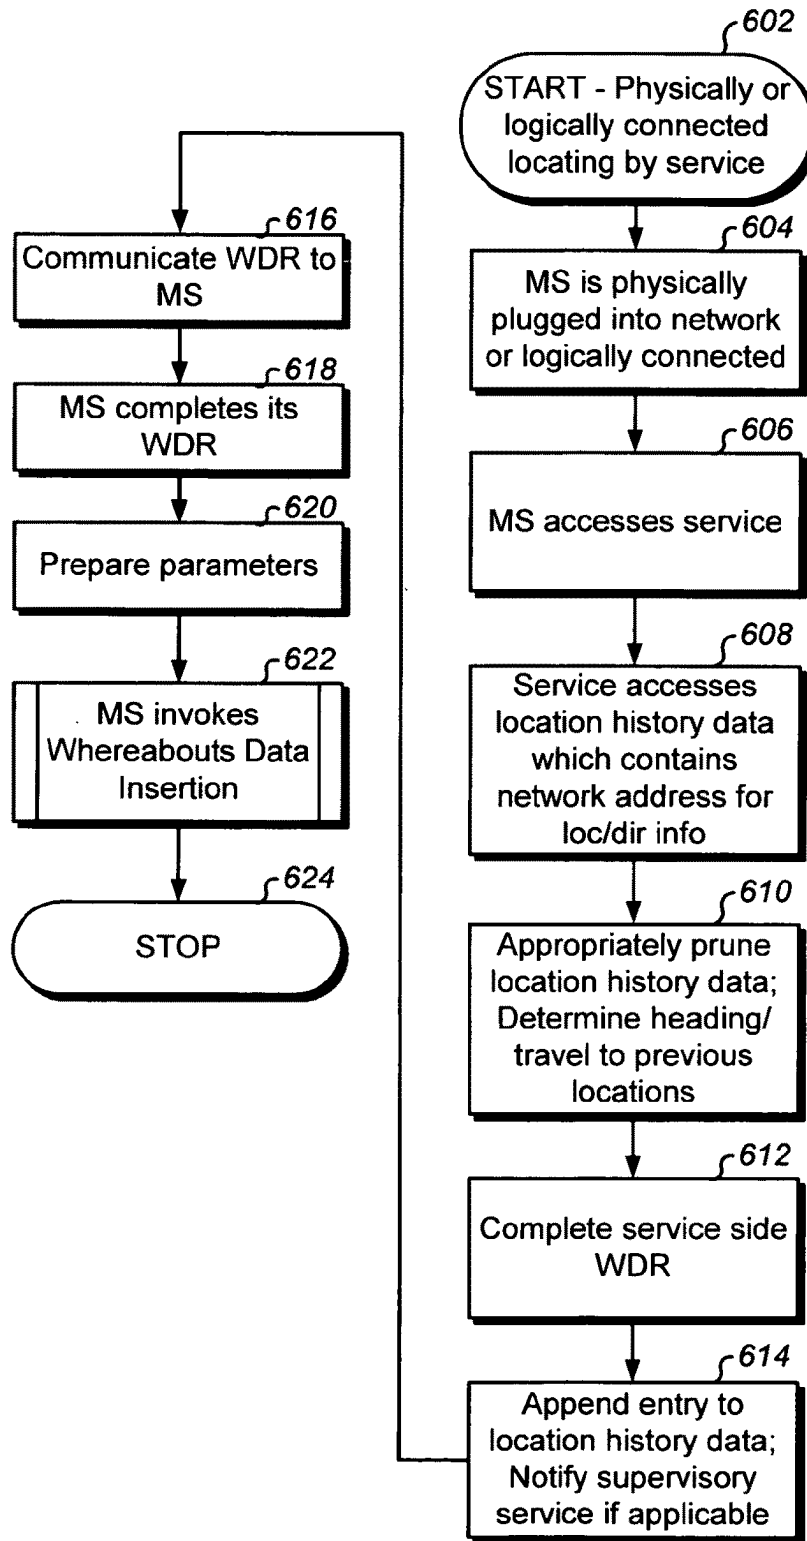 602
START - Physically or
logically connected
locating by service
604
MS is physically
plugged into network
or logically connected
606
MS accesses service
608
Service accesses
location history data
which contains
network address for
loc/dir info
610
Appropriately prune
location history data;
Determine heading/
travel to previous
locations
612
Complete service side
WDR
614
Append entry to
location history data;
Notify supervisory
service if applicable
616
Communicate WDR to
MS
618
MS completes its
WDR
620
Prepare parameters
622
MS invokes
Whereabouts Data
Insertion
624
STOP